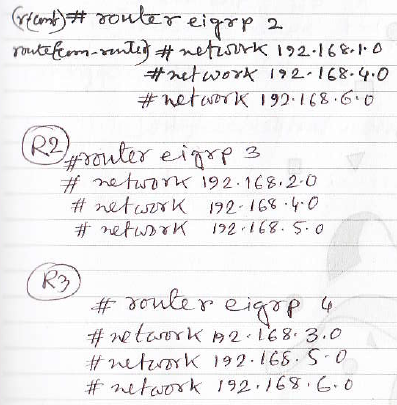 (r(conf)# router eigrp 2
router(conf-router)# network 192.168.1.0
# network 192.168.4.0
# network 192.168.6.0
R2
#router eigrp 3
# network 192.168.2.0
# network 192.168.4.0
# network 192.168.5.0
R3
# router eigrp 4
# network 192.168.3.0
# network 192.168.5.0
# network 192.168.6.0